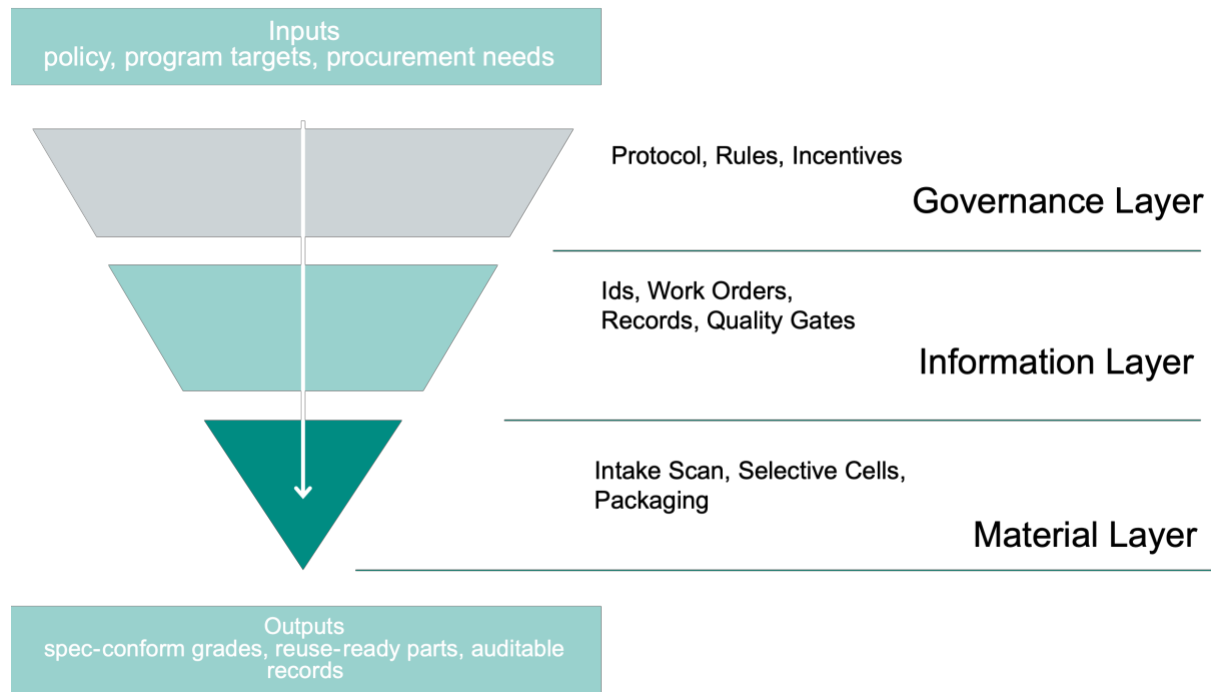 Inputs
policy, program targets, procurement needs
Protocol, Rules, Incentives
Governance Layer
Ids, Work Orders,
Records, Quality Gates
Information Layer
Intake Scan, Selective Cells,
Packaging
Material Layer
Outputs
spec-conform grades, reuse-ready parts, auditable
records